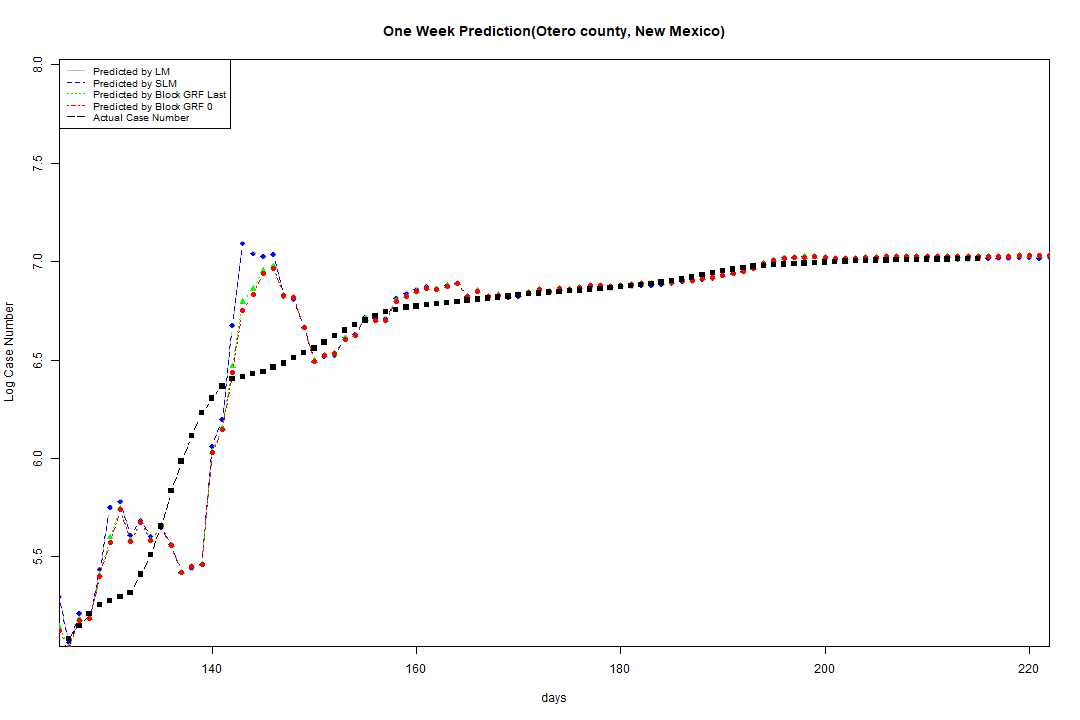 One Week Prediction(Otero county, New Mexico)
Predicted by LM
Predicted by SLM
Predicted by Block GRF Last
Predicted by Block GRF 0
Actual Case Number
8.0
7.5
7.0
6.5
6.0
5.5
Log Case Number
140 160 180 200 220
days